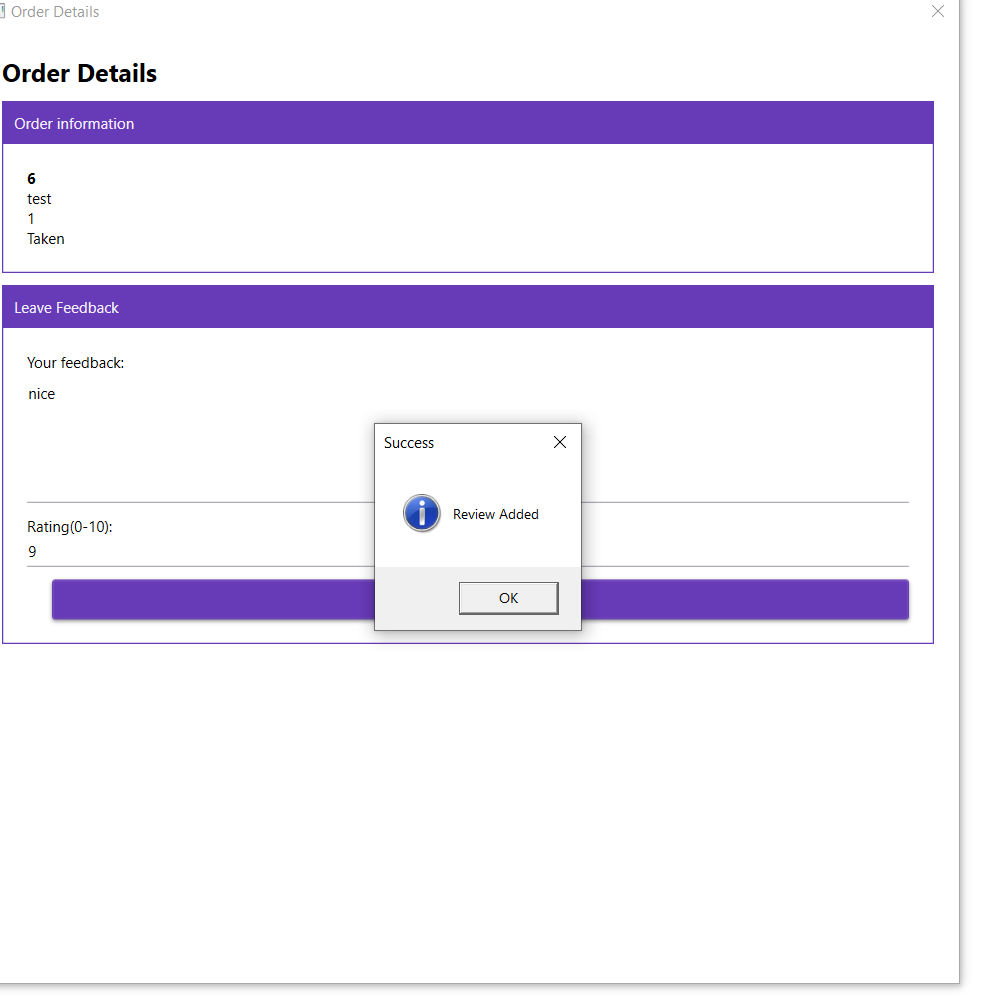 Order Details
Order Details
Order information
6
test
1
Taken
Leave Feedback
Your feedback:
nice
Success
Review Added
Rating(0-10):
9
OK